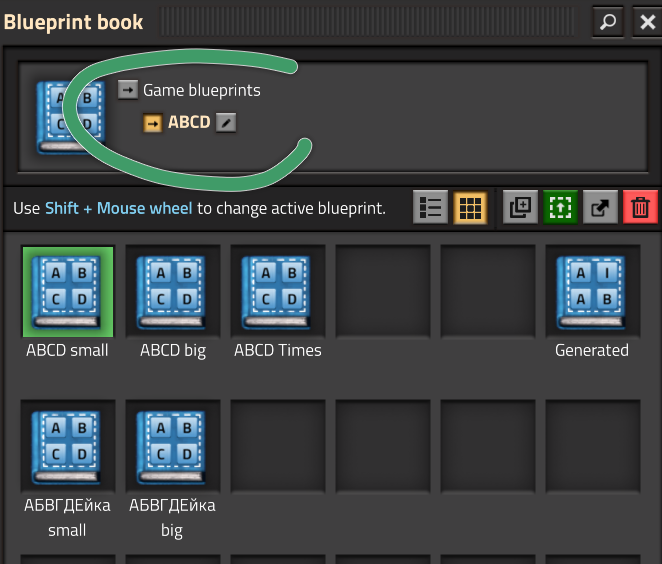 Blueprint book
A B
C D
Game blueprints
ABCD
Use Shift + Mouse wheel to change active blueprint.
A B
C D
A B
C D
A B
C D
A I
A B
ABCD small
ABCD big
ABCD Times
Generated
A B
C D
A B
C D
АБВГДЕйка
small
АБВГДЕйка
big